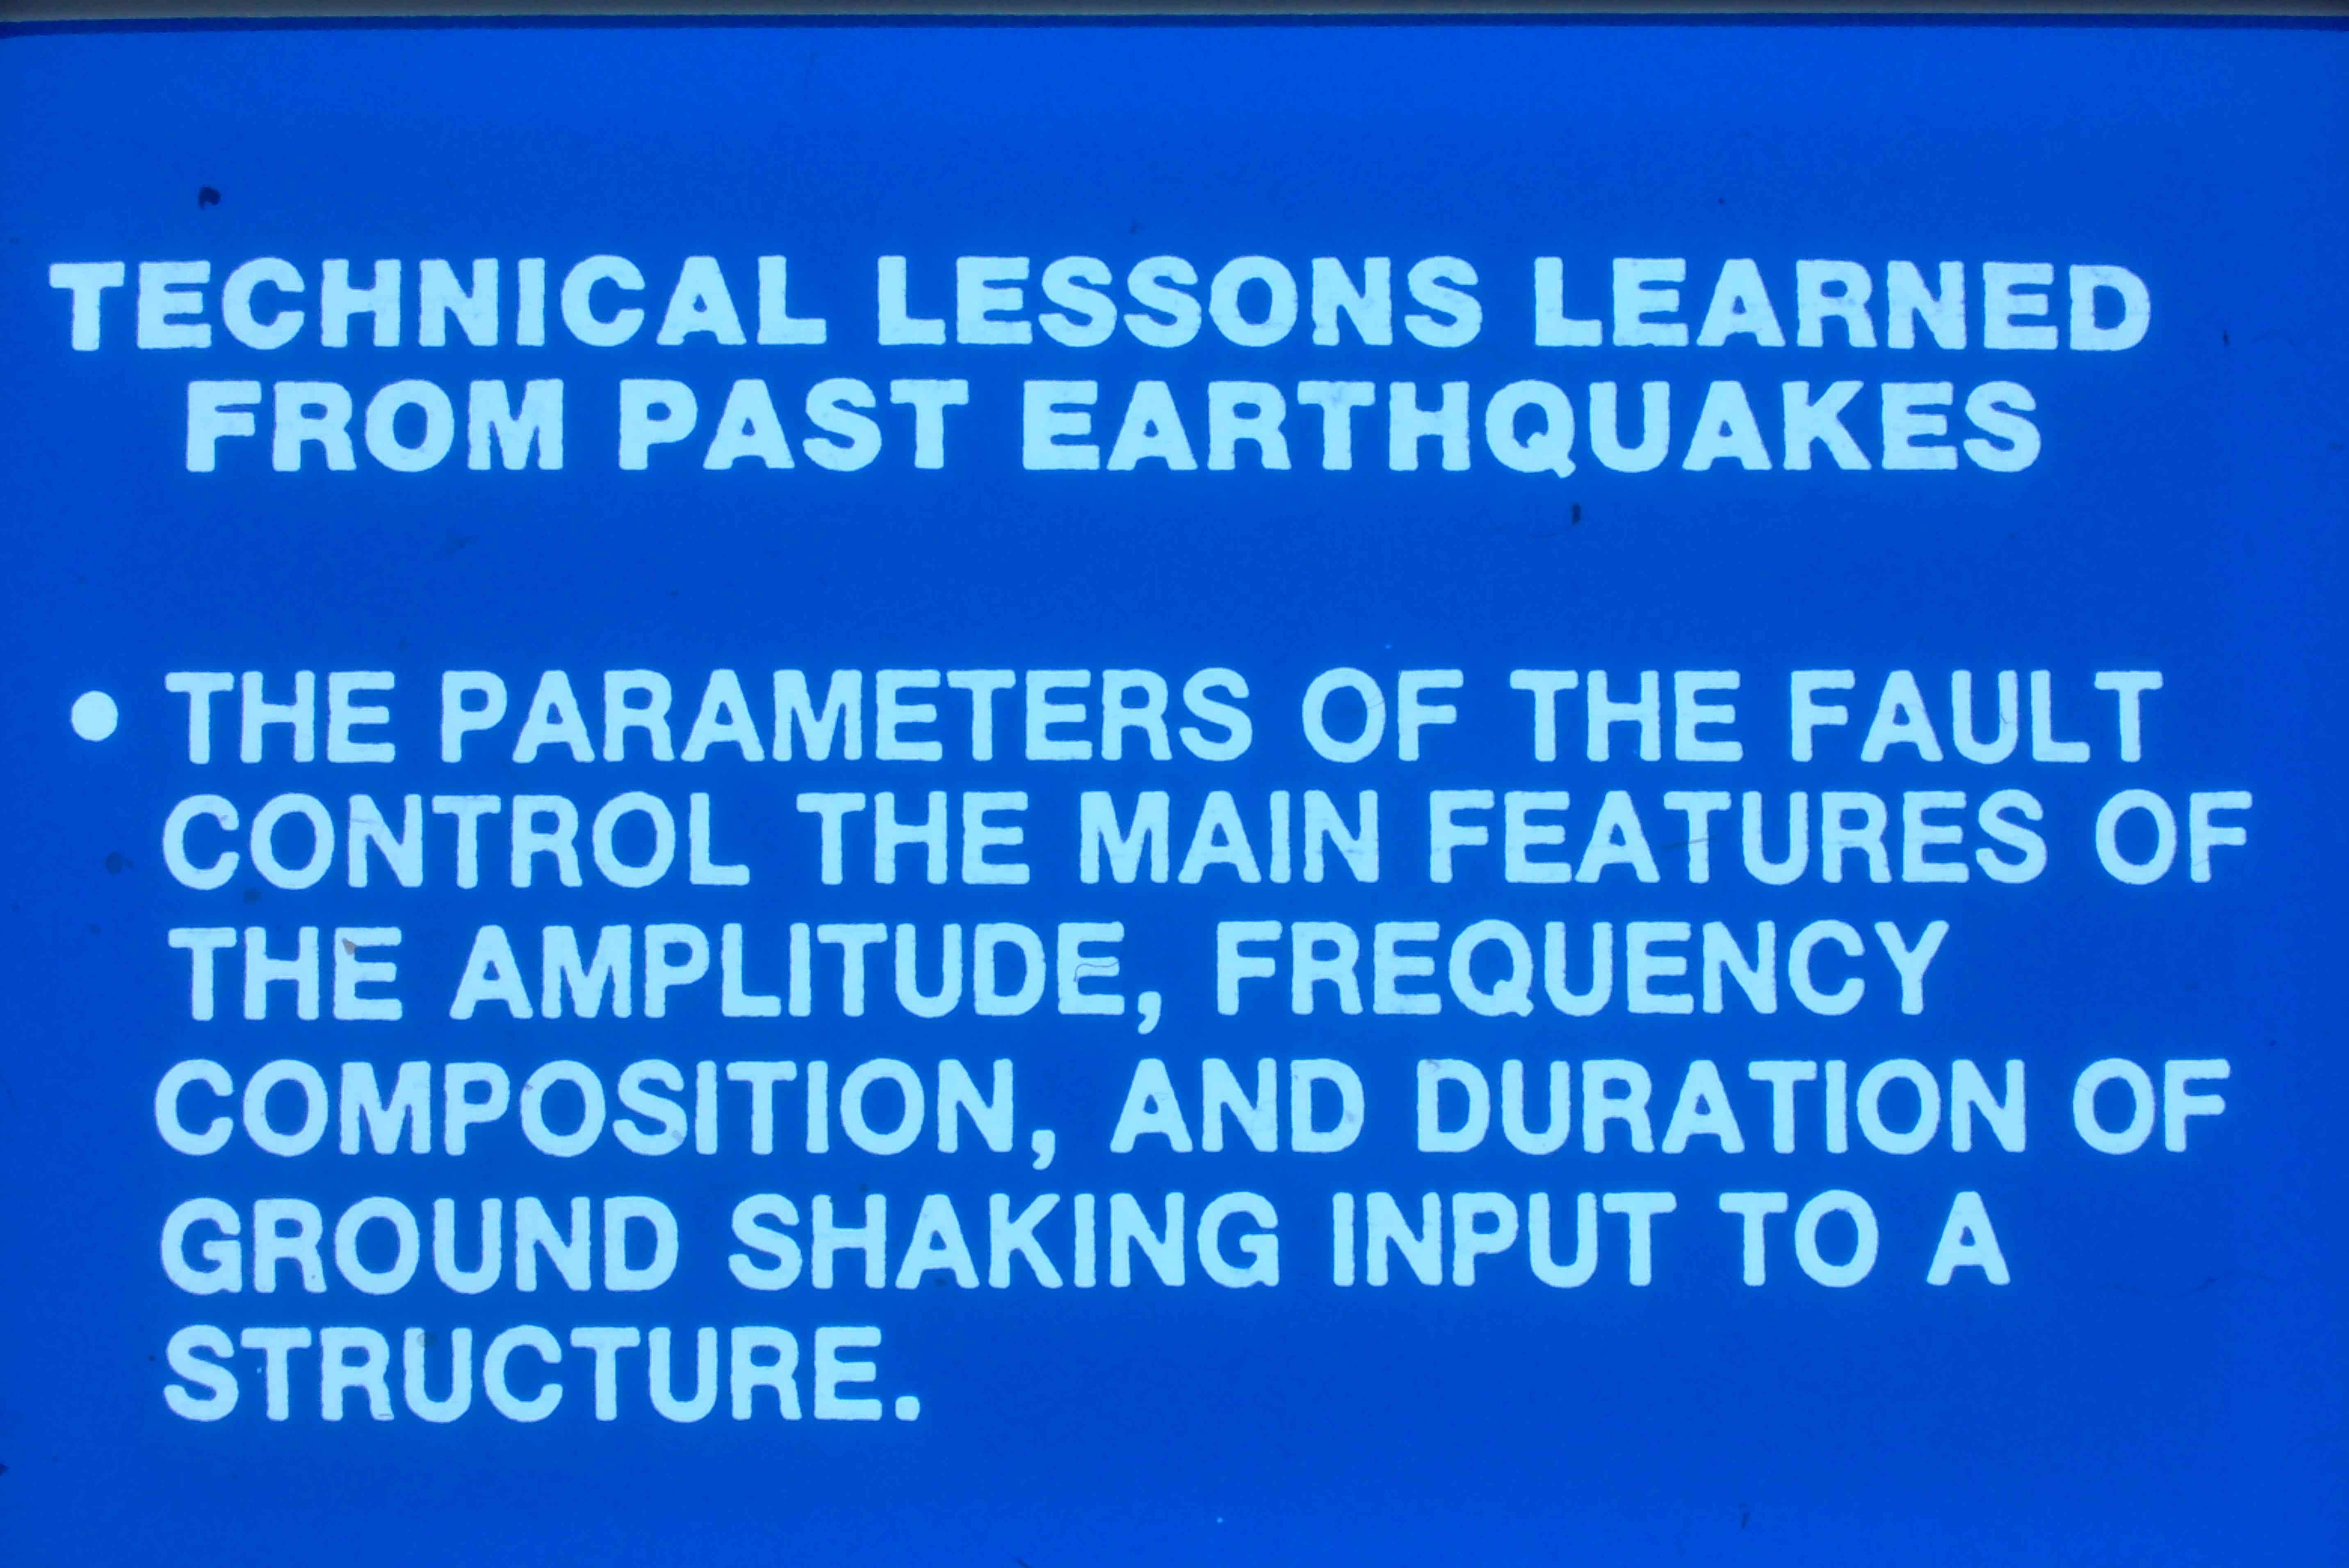 TECHNICAL LESSONS LEARNED
FROM PAST EARTHQUAKES
• THE PARAMETERS OF THE FAULT
CONTROL THE MAIN FEATURES OF
THE AMPLITUDE, FREQUENCY
COMPOSITION, AND DURATION OF
GROUND SHAKING INPUT TO A
STRUCTURE.